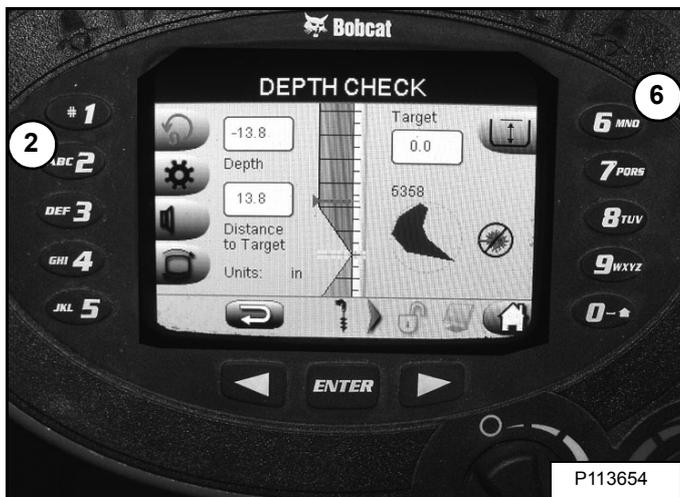 Bobcat
DEPTH CHECK
# 1
ABC 2
DEF 3
GHI 4
JKL 5
6 MNO
7 PQRS
8 TUV
9 WXYZ
0
2
6
3
-13.8
Depth
13.8
Distance
to Target
Units: in
Target
0.0
5358
ENTER
P113654